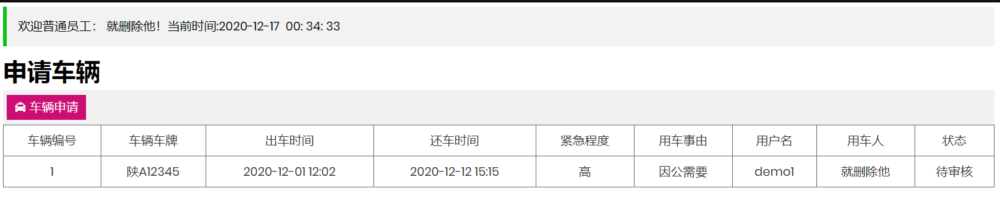 欢迎普通员工： 就删除他！当前时间:2020-12-17 00: 34: 33
申请车辆
车辆申请
车辆编号 车辆车牌 出车时间 还车时间 紧急程度 用车事由 用户名 用车人 状态
1 陕A12345 2020-12-01 12:02 2020-12-12 15:15 高 因公需要 demo1 就删除他 待审核